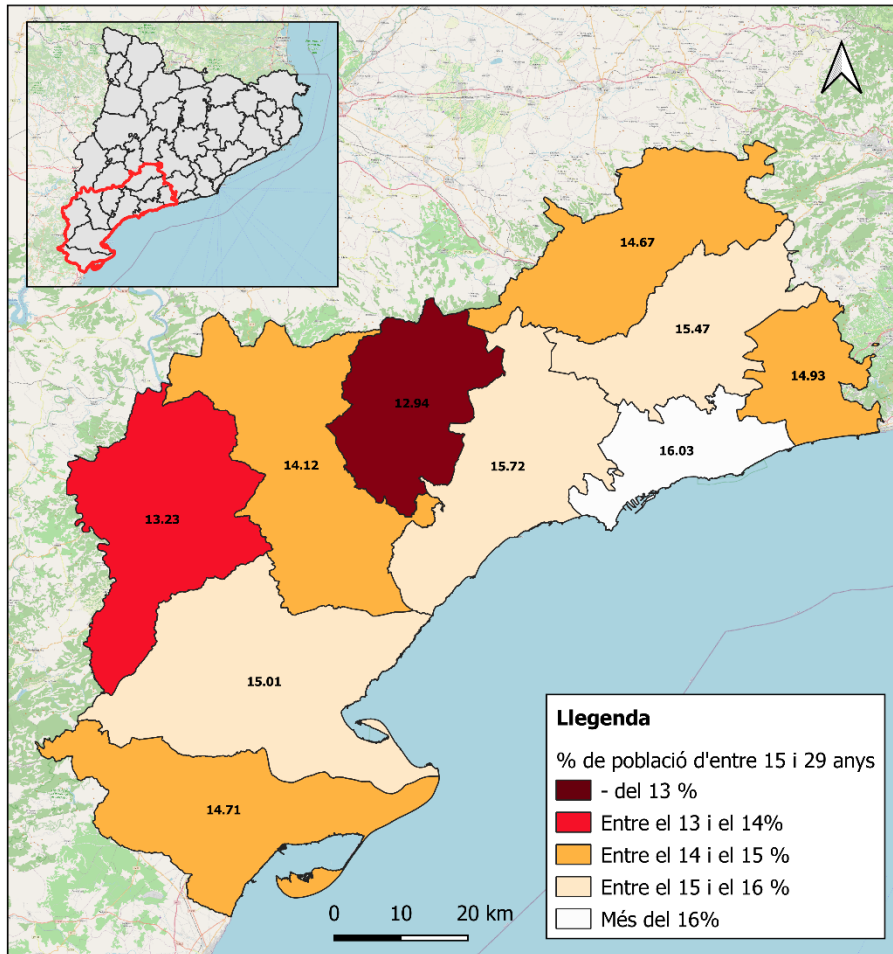 14.67
15.47
14.93
12.94
16.03
14.12
15.72
13.23
15.01
14.71
Llegenda
% de població d'entre 15 i 29 anys
- del 13 %
Entre el 13 i el 14%
Entre el 14 i el 15 %
Entre el 15 i el 16 %
Més del 16%
0 10 20 km